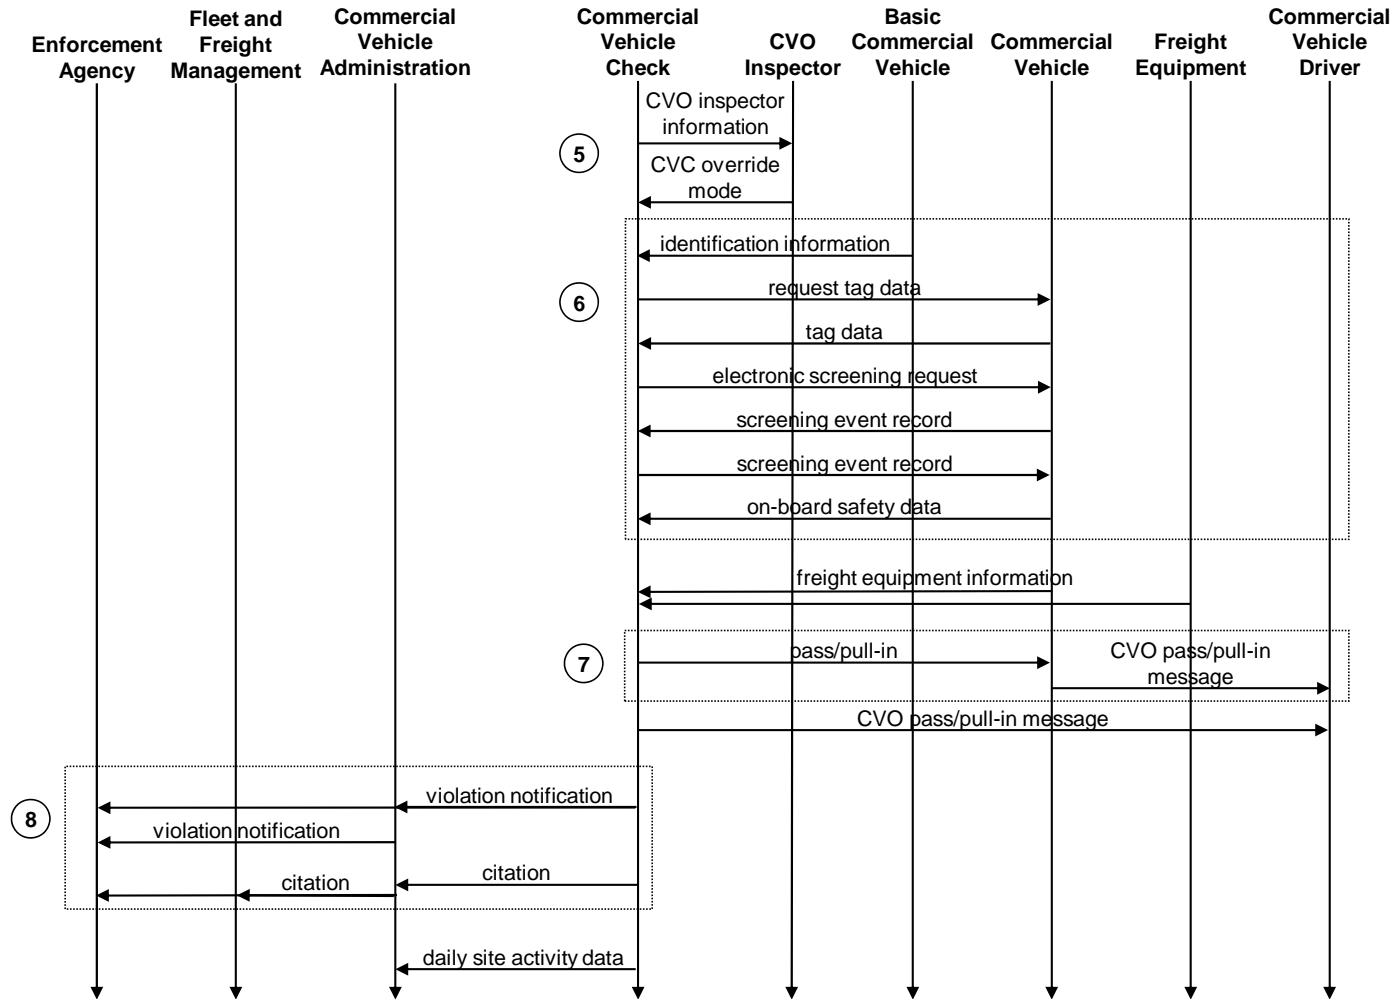 Enforcement
Agency
Fleet and
Freight
Management
Commercial
Vehicle
Administration
Commercial
Vehicle
Check
CVO
Inspector
Basic
Commercial
Vehicle
Commercial
Vehicle
Freight
Equipment
Commercial
Vehicle
Driver
CVO inspector
information
5
CVC override
mode
identification information
6
request tag data
tag data
electronic screening request
screening event record
screening event record
on-board safety data
freight equipment information
7
pass/pull-in
CVO pass/pull-in
message
CVO pass/pull-in message
8
violation notification
violation notification
citation
citation
daily site activity data